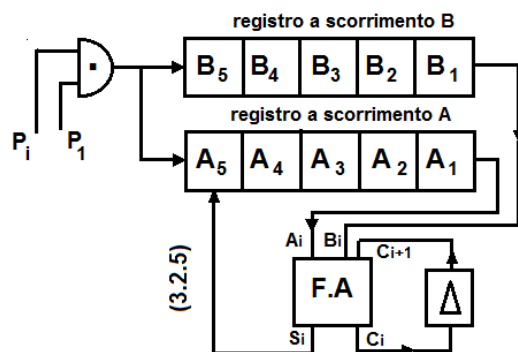 registro a scorrimento B
B5 B4 B3 B2 B1
registro a scorrimento A
Pi P1
A5 A4 A3 A2 A1
(3.2.5)
Ai Bi Ci+1
F.A Δ
Si Ci